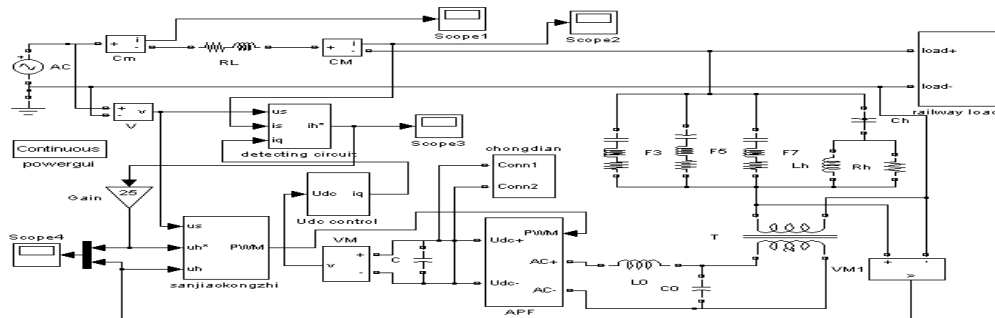 Scope1
Scope2
Cm
RL
CM
AC
load+
load-
railway load
V
us
is
iq
ih*
detecting circuit
Scope3
Continuous
powergui
Gain
25
chongdian
Conn1
Conn2
F3
F5
F7
Ch
Lh
Rh
Udc
iq
Udc control
Scope4
us
uh*
uh
PWM
sanjiaokongzhi
VM
v
C
Udc+
Udc-
PWM
AC+
AC-
APF
L0
C0
T
VM1